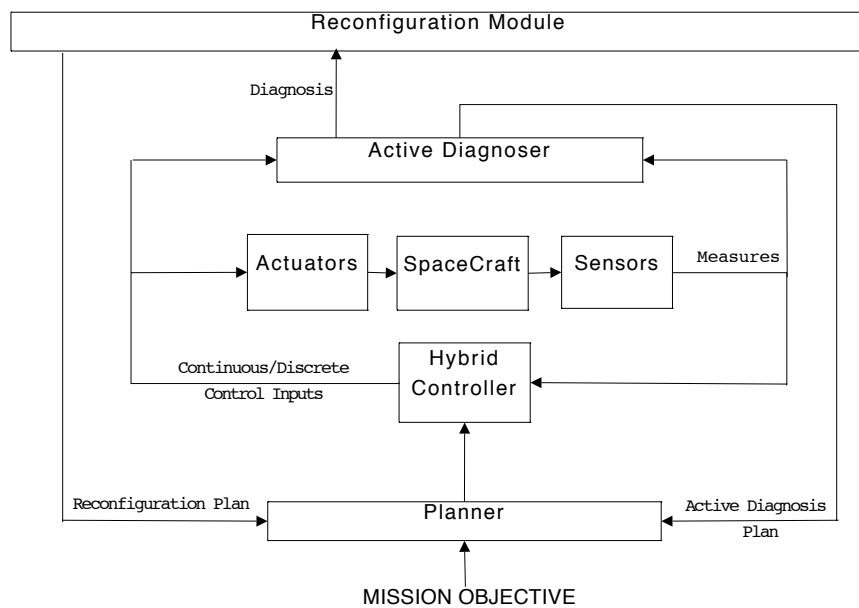 Reconfiguration Module
Diagnosis
Active Diagnoser
Actuators
SpaceCraft
Sensors
Measures
Continuous/Discrete
Control Inputs
Hybrid
Controller
Reconfiguration Plan
Planner
Active Diagnosis
Plan
MISSION OBJECTIVE